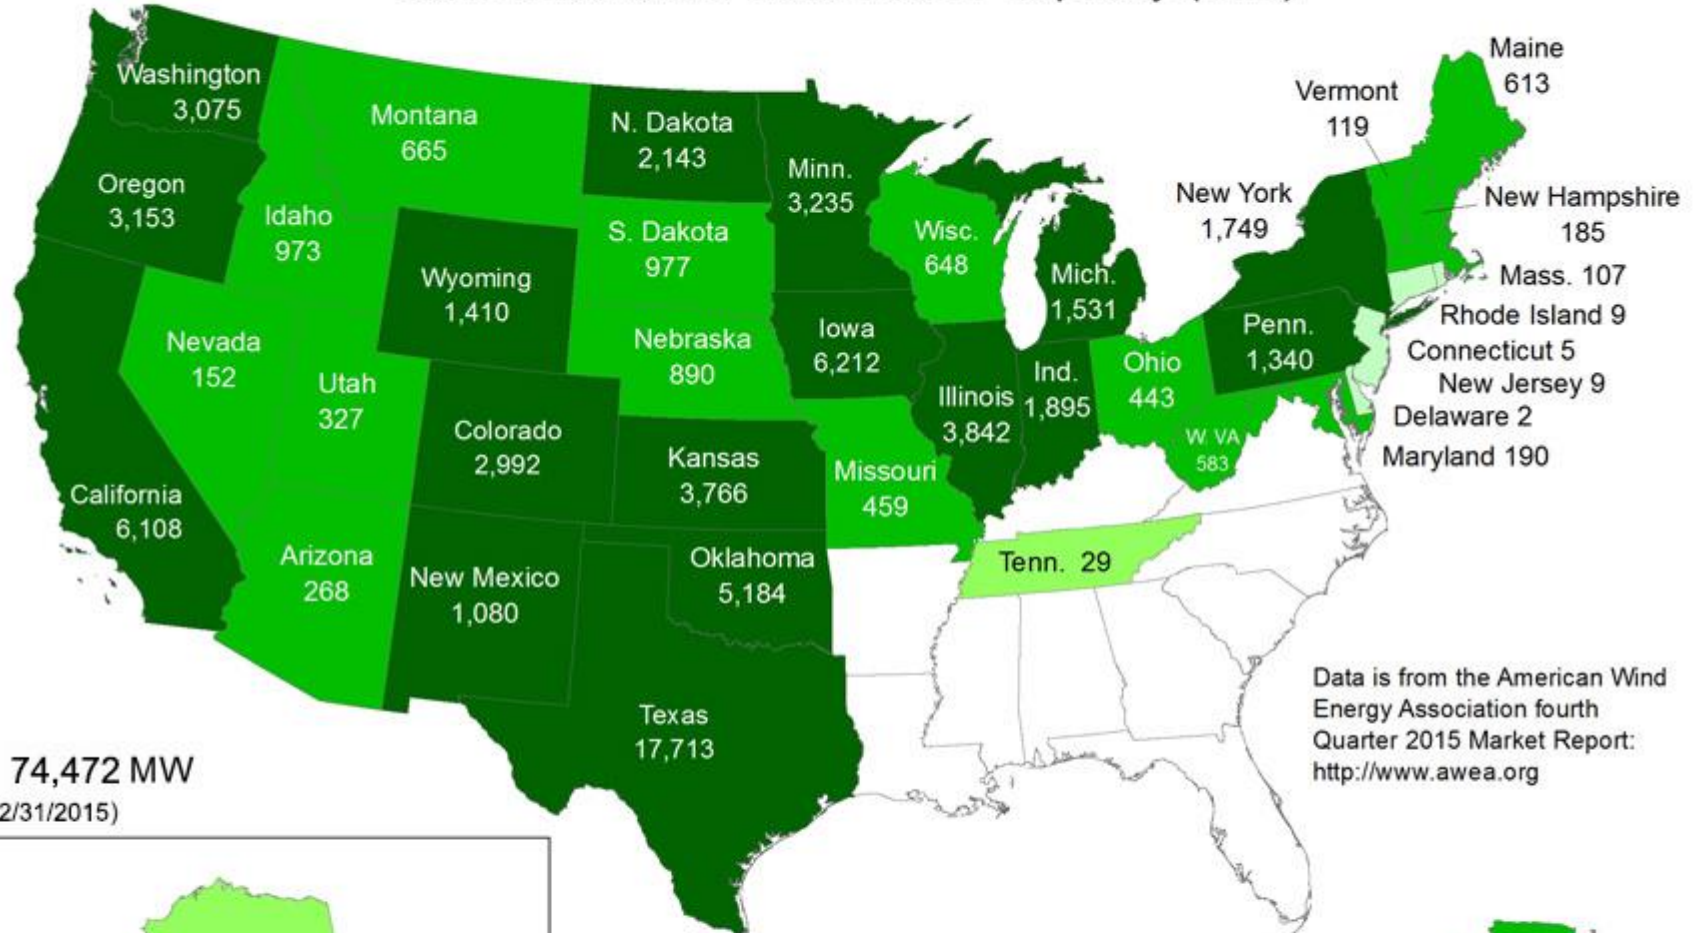 Washington
3,075
Oregon
3,153
California
6,108
Idaho
973
Nevada
152
Montana
665
Wyoming
1,410
Utah
327
Arizona
268
Colorado
2,992
New Mexico
1,080
N. Dakota
2,143
S. Dakota
977
Nebraska
890
Kansas
3,766
Oklahoma
5,184
Texas
17,713
Minn.
3,235
Iowa
6,212
Missouri
459
Wisc.
648
Illinois
3,842
Mich.
1,531
Ind.
1,895
Ohio
443
W. VA
583
Tenn. 29
Penn.
1,340
New York
1,749
Vermont
119
Maine
613
New Hampshire
185
Mass. 107
Rhode Island 9
Connecticut 5
New Jersey 9
Delaware 2
Maryland 190
Data is from the American Wind
Energy Association fourth
Quarter 2015 Market Report:
http://www.awea.org
74,472 MW
2/31/2015)